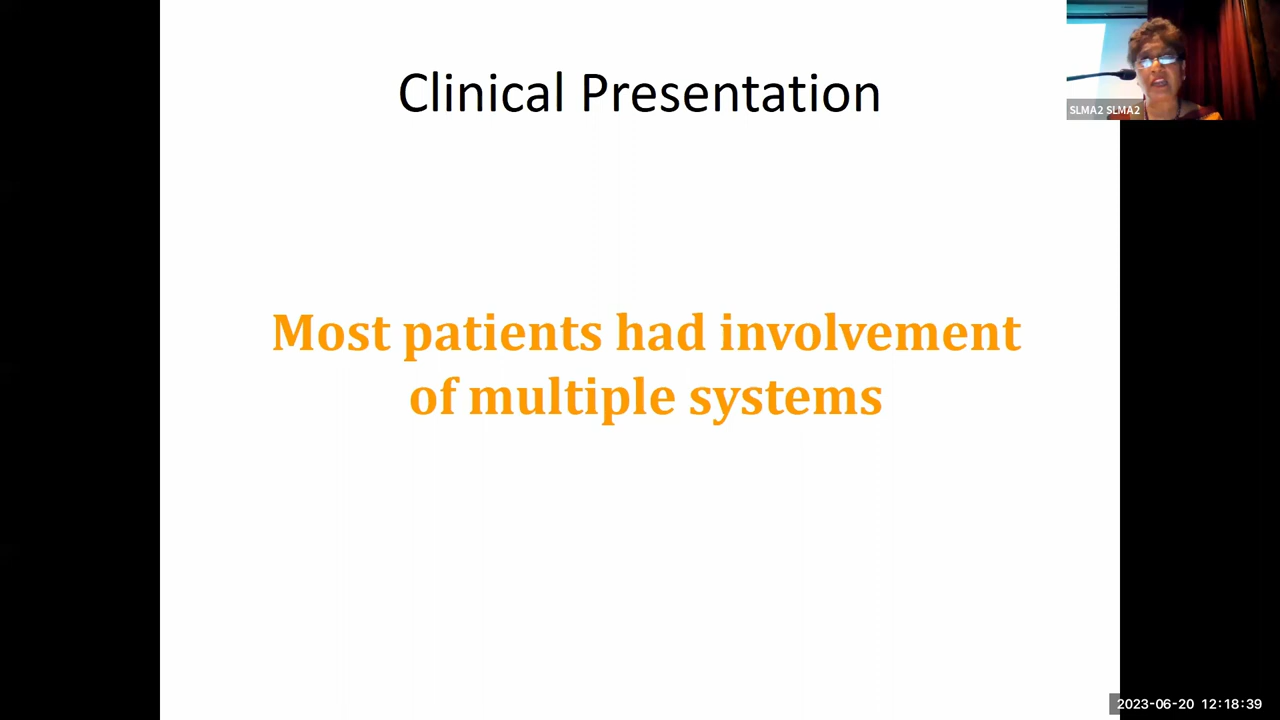 Clinical Presentation
SLMA2 SLMA2
Most patients had involvement
of multiple systems
2023-06-20 12:18:39